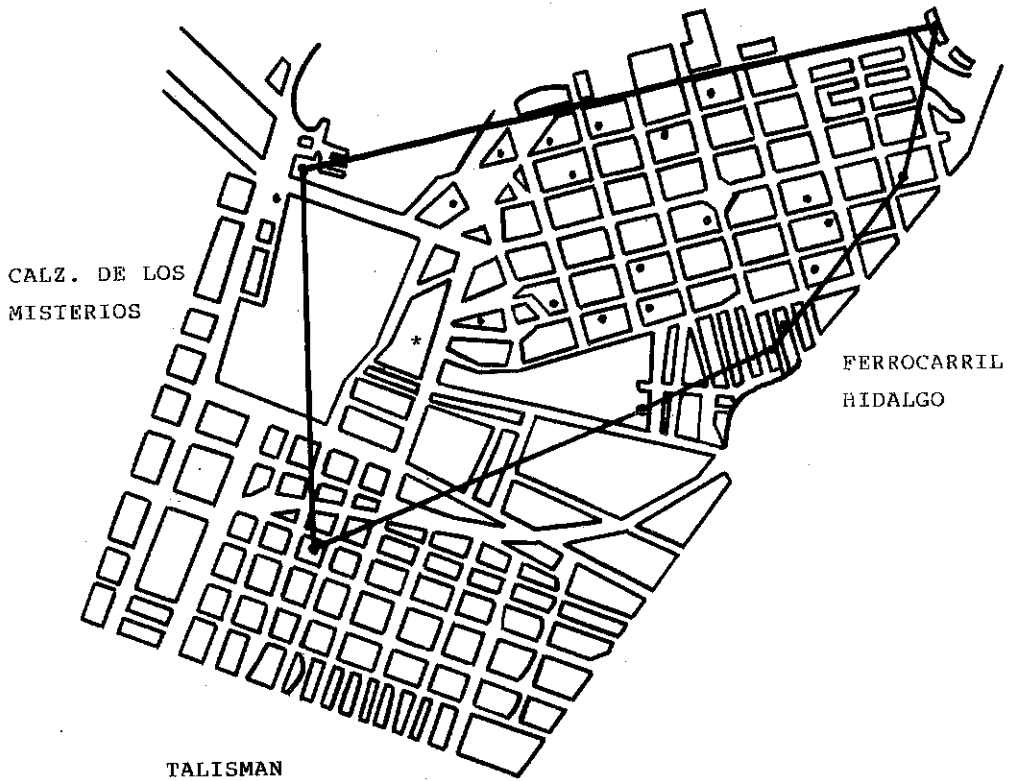 CALZ. DE LOS
MISTERIOS
*
FERROCARRIL
HIDALGO
TALISMAN